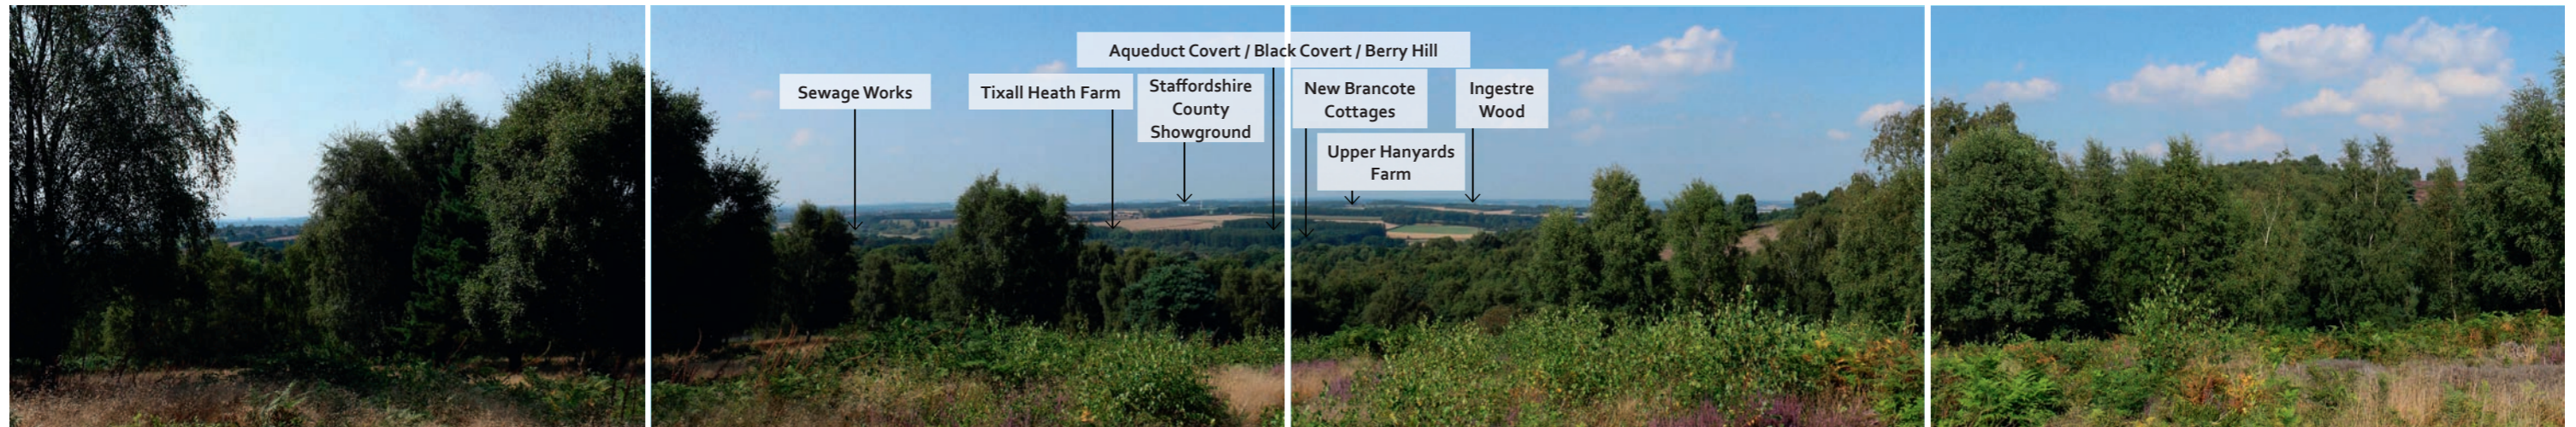 Aqueduct Covert / Black Covert / Berry Hill
Sewage Works
Tixall Heath Farm
Staffordshire
County
Showground
New Brancote
Cottages
Ingestre
Wood
Upper Hanyards
Farm